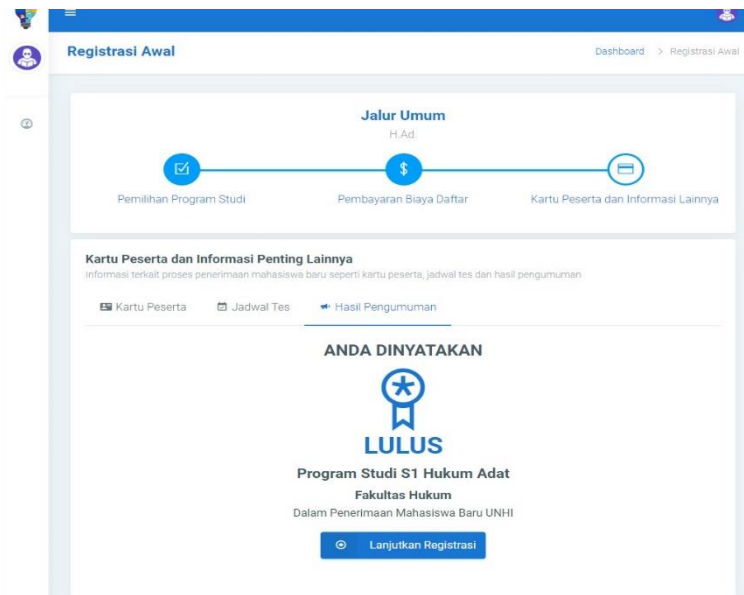 Registrasi Awal
Dashboard > Registrasi Awal
Jalur Umum
H.Ad.
$
Pemilihan Program Studi
Pembayaran Biaya Daftar
Kartu Peserta dan Informasi Lainnya
Kartu Peserta dan Informasi Penting Lainnya
Informasi terkait proses penerimaan mahasiswa baru seperti kartu peserta, jadwal tes dan hasil pengumuman
Kartu Peserta
Jadwal Tes
Hasil Pengumuman
ANDA DINYATAKAN
LULUS
Program Studi S1 Hukum Adat
Fakultas Hukum
Dalam Penerimaan Mahasiswa Baru UNHI
Lanjutkan Registrasi